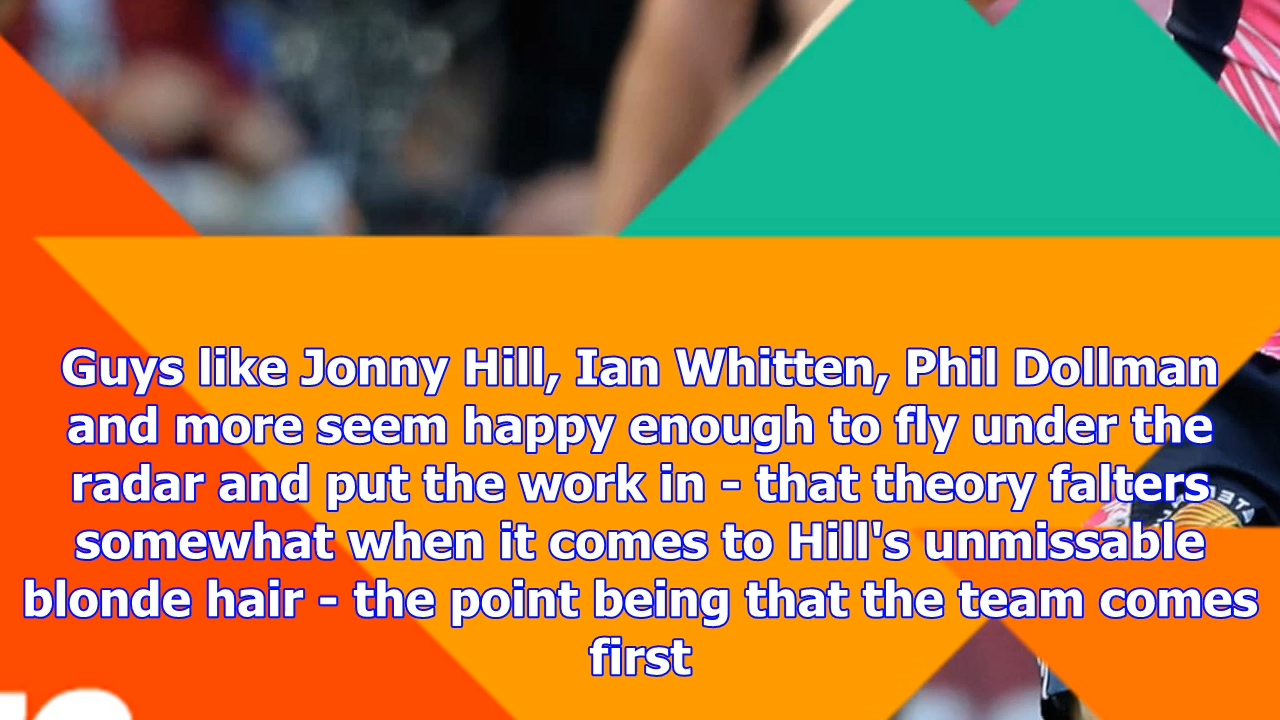 Guys like Jonny Hill, Ian Whitten, Phil Dollman
and more seem happy enough to fly under the
radar and put the work in - that theory falters
somewhat when it comes to Hill's unmissable
blonde hair - the point being that the team comes
first